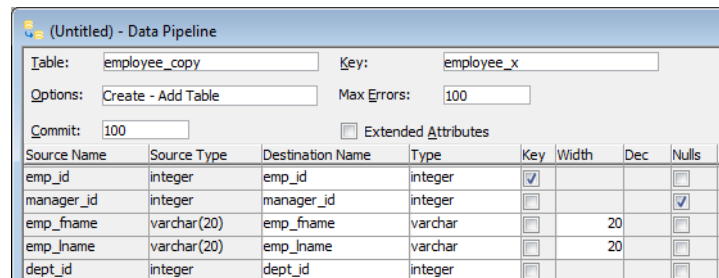 (Untitled) - Data Pipeline
Table: employee_copy Key: employee_x
Options: Create - Add Table Max Errors: 100
Commit: 100 Extended Attributes
Source Name Source Type Destination Name Type Key Width Dec Nulls
emp_id integer emp_id integer
manager_id integer manager_id integer
emp_fname varchar(20) emp_fname varchar 20
emp_lname varchar(20) emp_lname varchar 20
dept_id integer dept_id integer